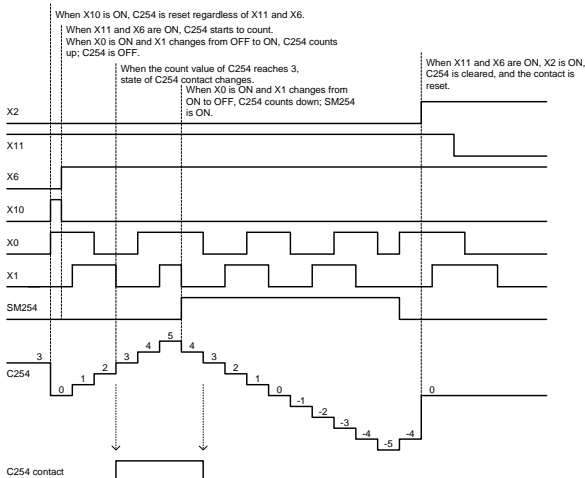 When X10 is ON, C254 is reset regardless of X11 and X6.
When X11 and X6 are ON, C254 starts to count.
When X0 is ON and X1 changes from OFF to ON, C254 counts
up; C254 is OFF.
When the count value of C254 reaches 3,
state of C254 contact changes.
When X0 is ON and X1 changes from
ON to OFF, C254 counts down; SM254
is ON.
When X11 and X6 are ON, X2 is ON,
C254 is cleared, and the contact is
reset.
X2
X11
X6
X10
X0
X1
SM254
C254
3
0
1
2
3
4
5
4
3
2
1
0
-1
-2
-3
-4
-5
-4
0
C254 contact